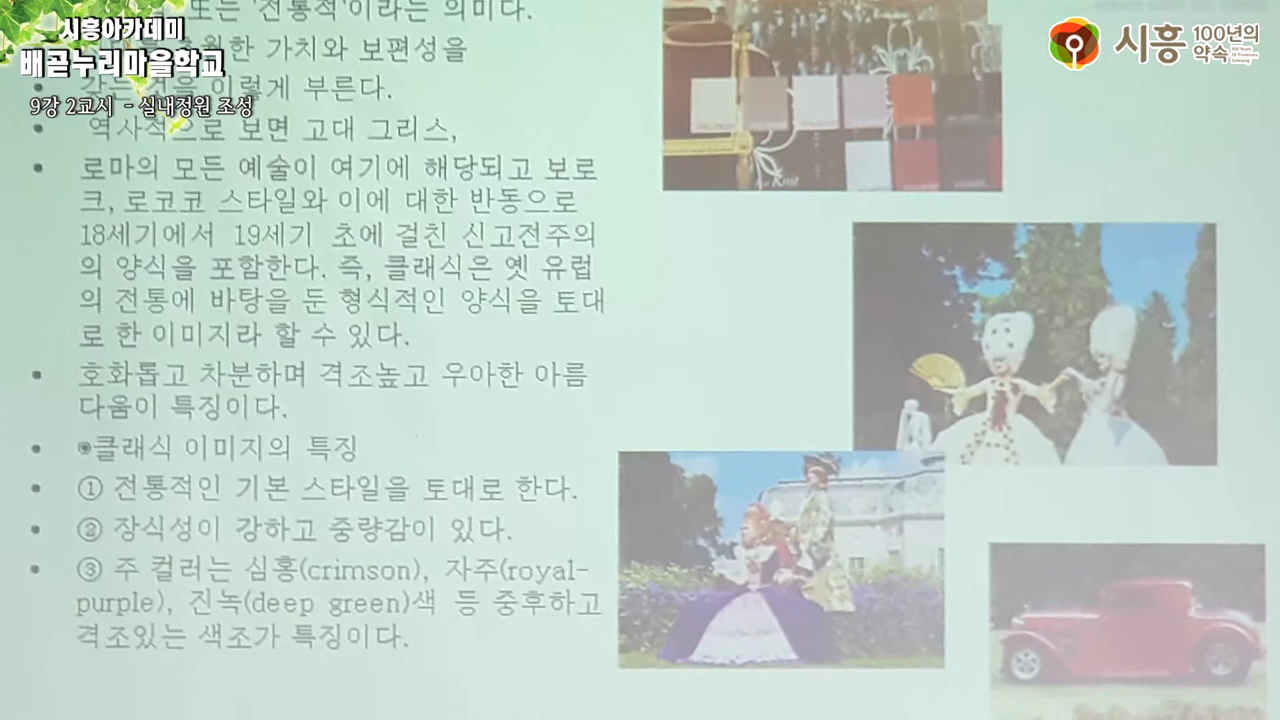 시흥아카데미
배곧누리마을학교
9강 2교시 - 실내정원 조성
시흥 100년의
약속
또는 '전통적'이라는 의미다.
가치와 보편성을
이렇게 부른다.
역사적으로 보면 고대 그리스,
로마의 모든 예술이 여기에 해당되고 보로
크, 로코코 스타일와 이에 대한 반동으로
18세기에서 19세기 초에 걸친 신고전주의
의 양식을 포함한다. 즉, 클래식은 옛 유럽
의 전통에 바탕을 둔 형식적인 양식을 토대
로 한 이미지라 할 수 있다.
호화롭고 차분하며 격조높고 우아한 아름
다움이 특징이다.
◉클래식 이미지의 특징
① 전통적인 기본 스타일을 토대로 한다.
② 장식성이 강하고 중량감이 있다.
③ 주 컬러는 심홍(crimson), 자주(royal-
purple), 진녹(deep green)색 등 중후하고
격조있는 색조가 특징이다.